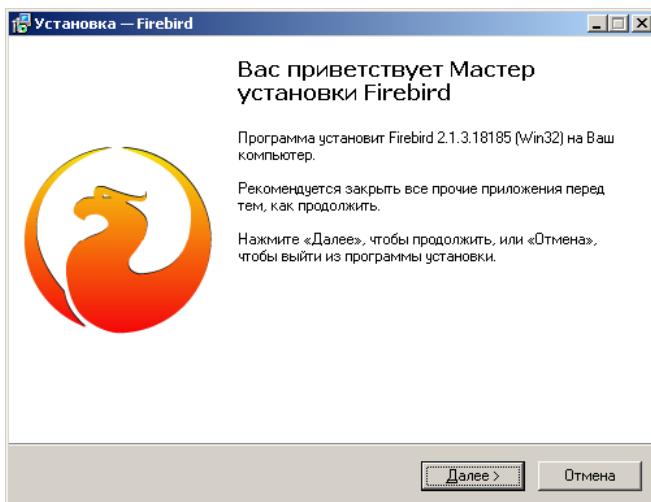 Установка — Firebird
Вас приветствует Мастер
установки Firebird
Программа установит Firebird 2.1.3.18185 (Win32) на Ваш
компьютер.
Рекомендуется закрыть все прочие приложения перед
тем, как продолжить.
Нажмите «Далее», чтобы продолжить, или «Отмена»,
чтобы выйти из программы установки.
Далее >
Отмена